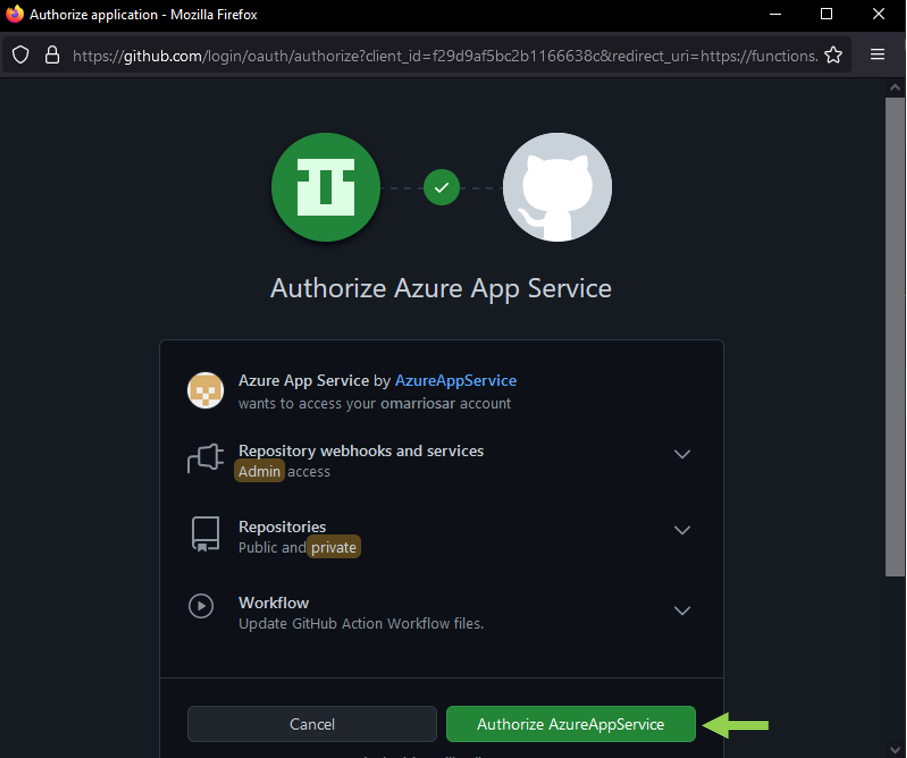 Authorize application - Mozilla Firefox
https://github.com/login/oauth/authorize?client_id=f29d9af5bc2b1166638c&redirect_uri=https://functions.
Authorize Azure App Service
Azure App Service by AzureAppService
wants to access your omarriosar account
Repository webhooks and services
Admin access
Repositories
Public and private
Workflow
Update GitHub Action Workflow files.
Cancel
Authorize AzureAppService